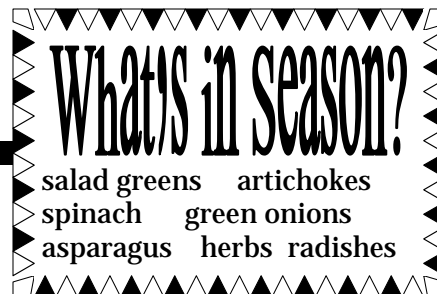 What's in season?
salad greens artichokes
spinach green onions
asparagus herbs radishes